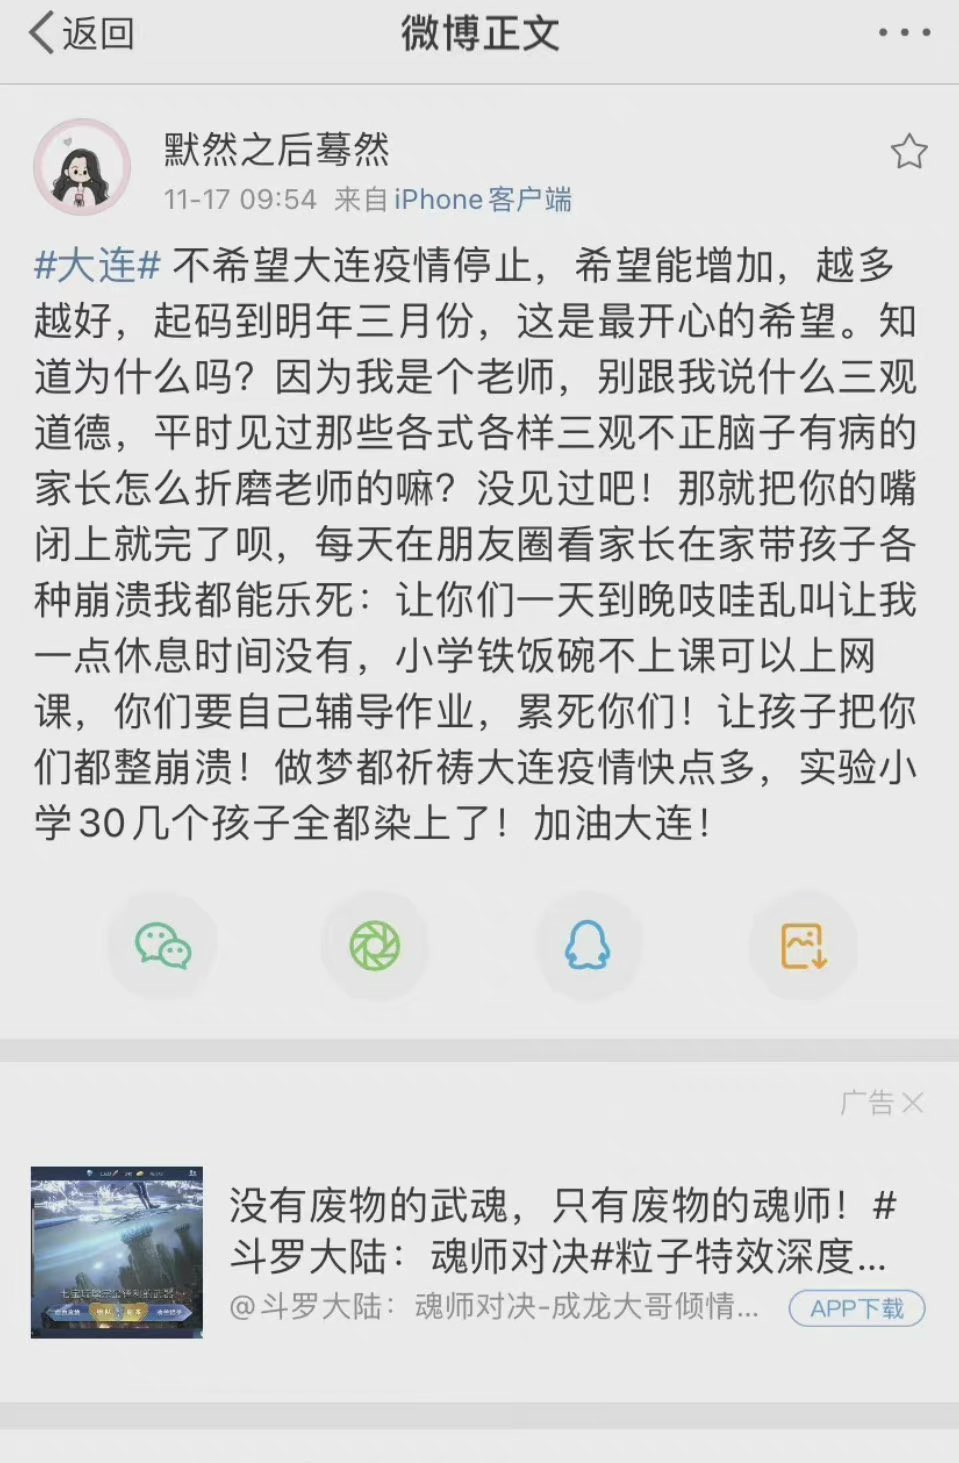 返回
微博正文
默然之后蓦然
11-17 09:54 来自 iPhone客户端
#大连# 不希望大连疫情停止，希望能增加，越多
越好，起码到明年三月份，这是最开心的希望。知
道为什么吗？因为我是个老师，别跟我说什么三观
道德，平时见过那些各式各样三观不正脑子有病的
家长怎么折磨老师的嘛？没见过吧！那就把你的嘴
闭上就完了呗，每天在朋友圈看家长在家带孩子各
种崩溃我都能乐死：让你们一天到晚吱哇乱叫让我
一点休息时间没有，小学铁饭碗不上课可以上网
课，你们要自己辅导作业，累死你们！让孩子把你
们都整崩溃！做梦都祈祷大连疫情快点多，实验小
学30几个孩子全都染上了！加油大连！
广告
没有废物的武魂，只有废物的魂师！#
斗罗大陆：魂师对决#粒子特效深度...
@斗罗大陆：魂师对决-成龙大哥倾情...
APP下载